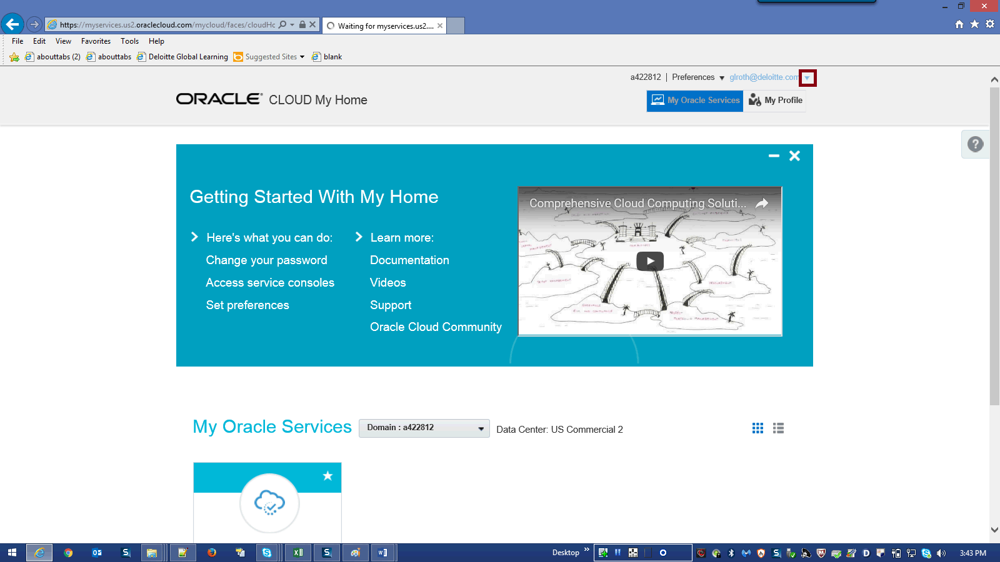 https://myservices.us2.oraclecloud.com/mycloud/faces/cloudHc
Waiting for myservices.us2....
File Edit View Favorites Tools Help
abouttabs (2) abouttabs Deloitte Global Learning Suggested Sites blank
a422812 | Preferences glroth@deloitte.com
ORACLE CLOUD My Home
My Oracle Services My Profile
Getting Started With My Home
Here's what you can do:
Change your password
Access service consoles
Set preferences
Learn more:
Documentation
Videos
Support
Oracle Cloud Community
Comprehensive Cloud Computing Soluti...
PROCUREMENT
PROJECT
PORTFOLIO MANAGEMENT
My Oracle Services Domain : a422812 Data Center: US Commercial 2
Desktop 3:43 PM